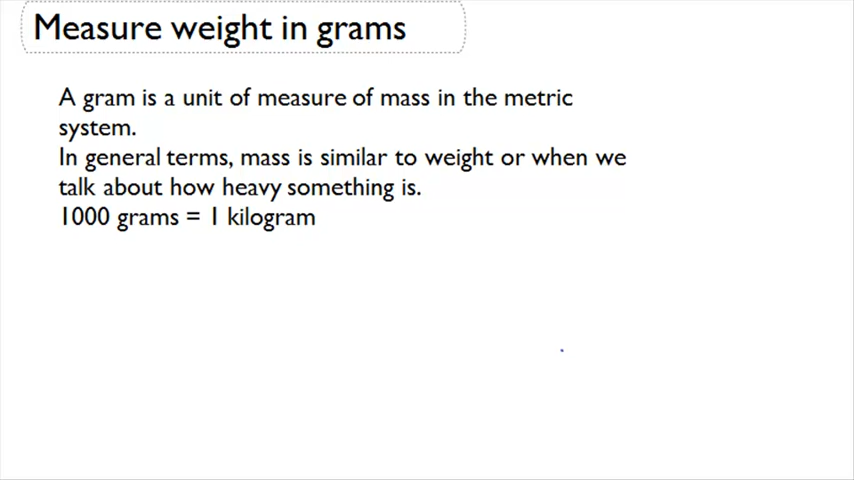 Measure weight in grams
A gram is a unit of measure of mass in the metric
system.
In general terms, mass is similar to weight or when we
talk about how heavy something is.
1000 grams = 1 kilogram